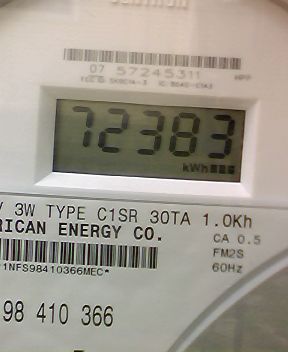 07 57245311
72383
kWh
V 3W TYPE C1SR 30TA 1.0Kh
RICAN ENERGY CO.
CA 0.5
FM2S
60Hz
1NFS98410366MEC*
98 410 366